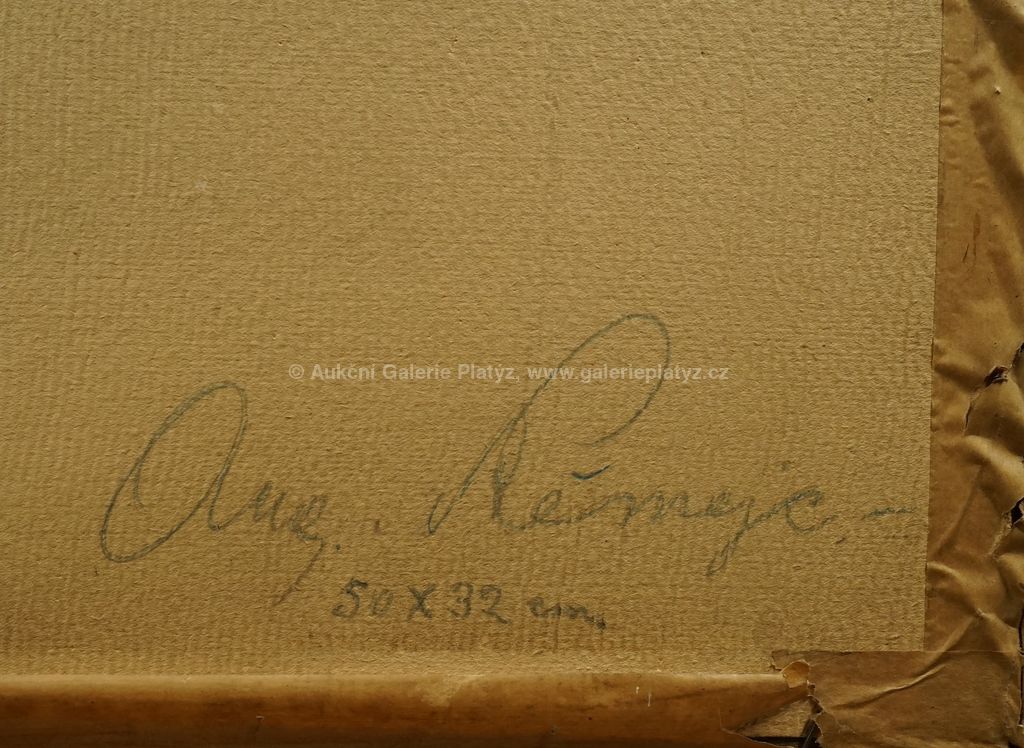 © Aukční Galerie Platýz, www.galerieplatyz.cz
Aug. Němejc.
50 X 32 cm.